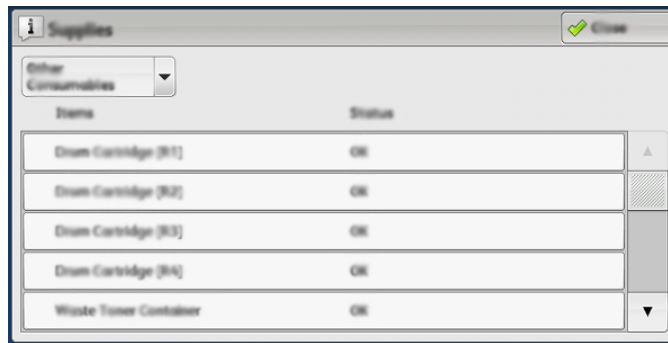 i Supplies
Close
Other
Consumables
Items Status
Drum Cartridge [R1] OK
Drum Cartridge [R2] OK
Drum Cartridge [R3] OK
Drum Cartridge [R4] OK
Waste Toner Container OK